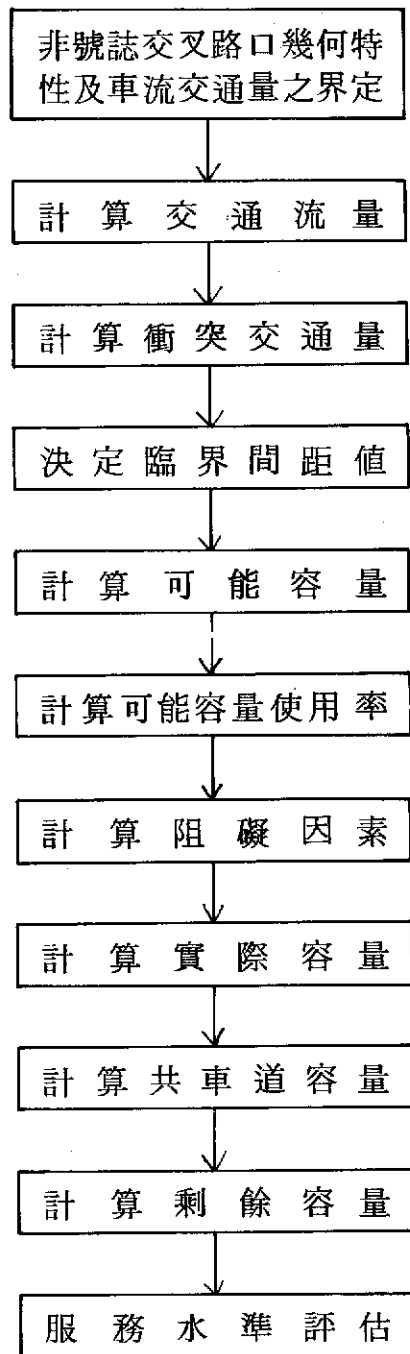 非號誌交叉路口幾何特
性及車流交通量之界定
計算交通流量
計算衝突交通量
決定臨界間距值
計算可能容量
計算可能容量使用率
計算阻礙因素
計算實際容量
計算共車道容量
計算剩餘容量
服務水準評估